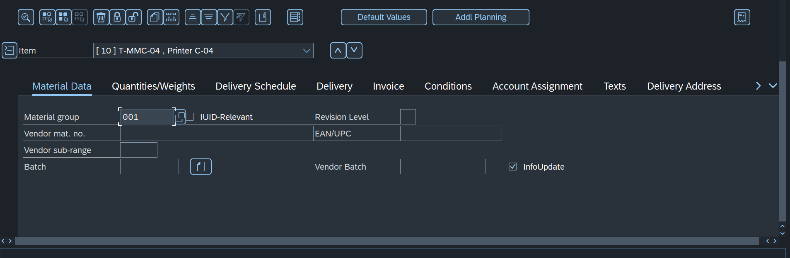 Default Values Addl Planning
Item [ 10 ] T-MMC-04 , Printer C-04
Material Data Quantities/Weights Delivery Schedule Delivery Invoice Conditions Account Assignment Texts Delivery Address
Material group 001 IUID-Relevant Revision Level
Vendor mat. no. EAN/UPC
Vendor sub-range
Batch Vendor Batch InfoUpdate